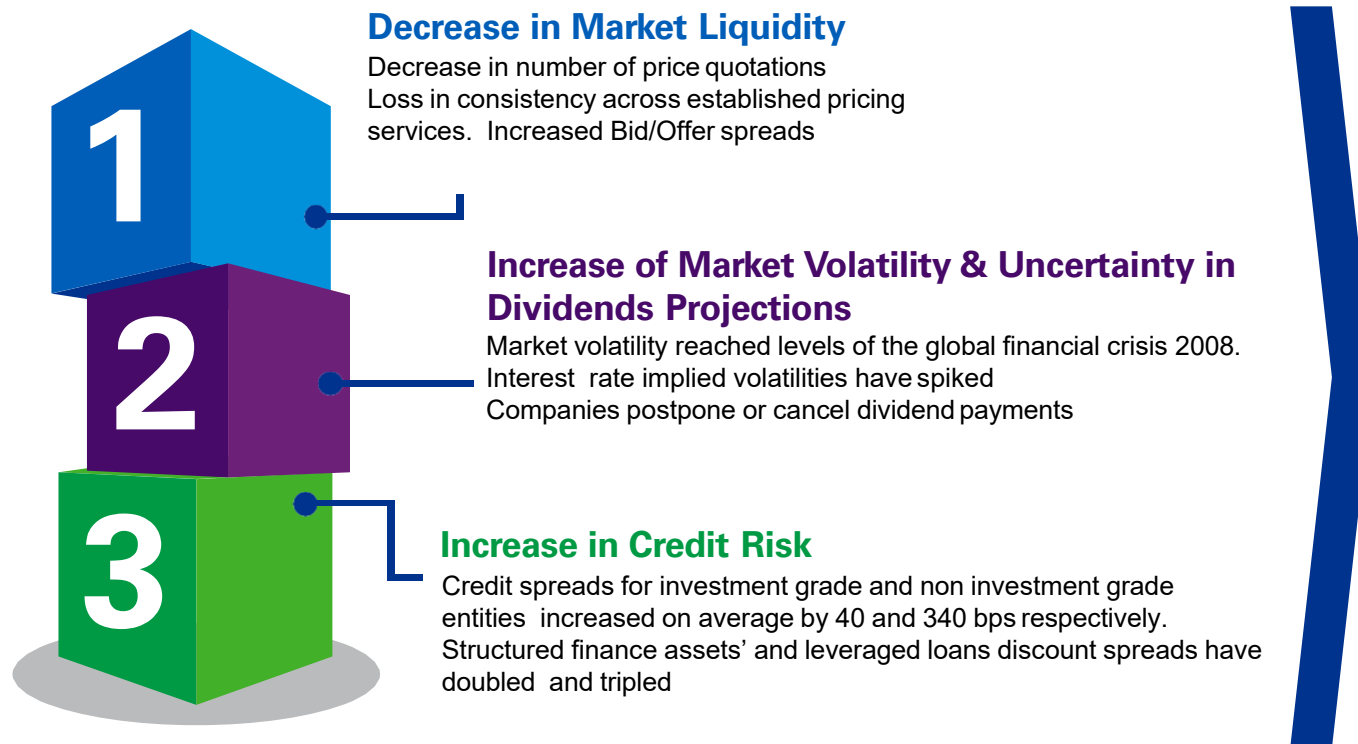 1
Decrease in Market Liquidity
Decrease in number of price quotations
Loss in consistency across established pricing
services. Increased Bid/Offer spreads
2
Increase of Market Volatility & Uncertainty in
Dividends Projections
Market volatility reached levels of the global financial crisis 2008.
Interest rate implied volatilities have spiked
Companies postpone or cancel dividend payments
3
Increase in Credit Risk
Credit spreads for investment grade and non investment grade
entities increased on average by 40 and 340 bps respectively.
Structured finance assets’ and leveraged loans discount spreads have
doubled and tripled